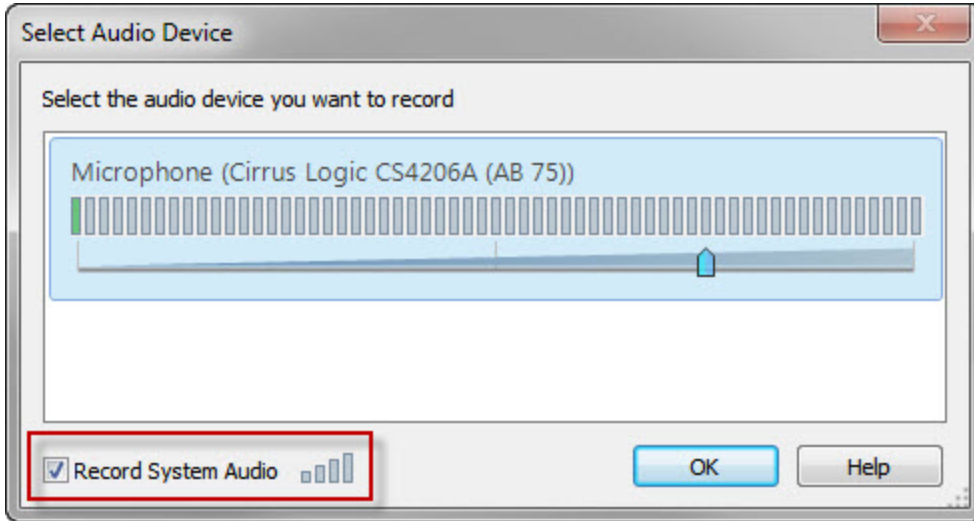 Select Audio Device
Select the audio device you want to record
Microphone (Cirrus Logic CS4206A (AB 75))
Record System Audio
OK
Help